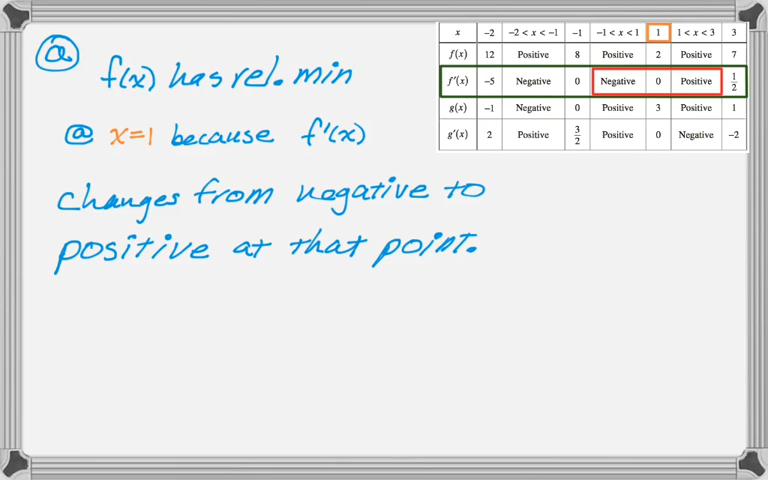 ⓐ
f(x) has rel. min
@ x=1 because f'(x)
changes from negative to
positive at that point.
x −2 −2 < x < −1 −1 −1 < x < 1 1 1 < x < 3 3
f(x) 12 Positive 8 Positive 2 Positive 7
f'(x) −5 Negative 0 Negative 0 Positive 1/2
g(x) −1 Negative 0 Positive 3 Positive 1
g'(x) 2 Positive 3/2 Positive 0 Negative −2